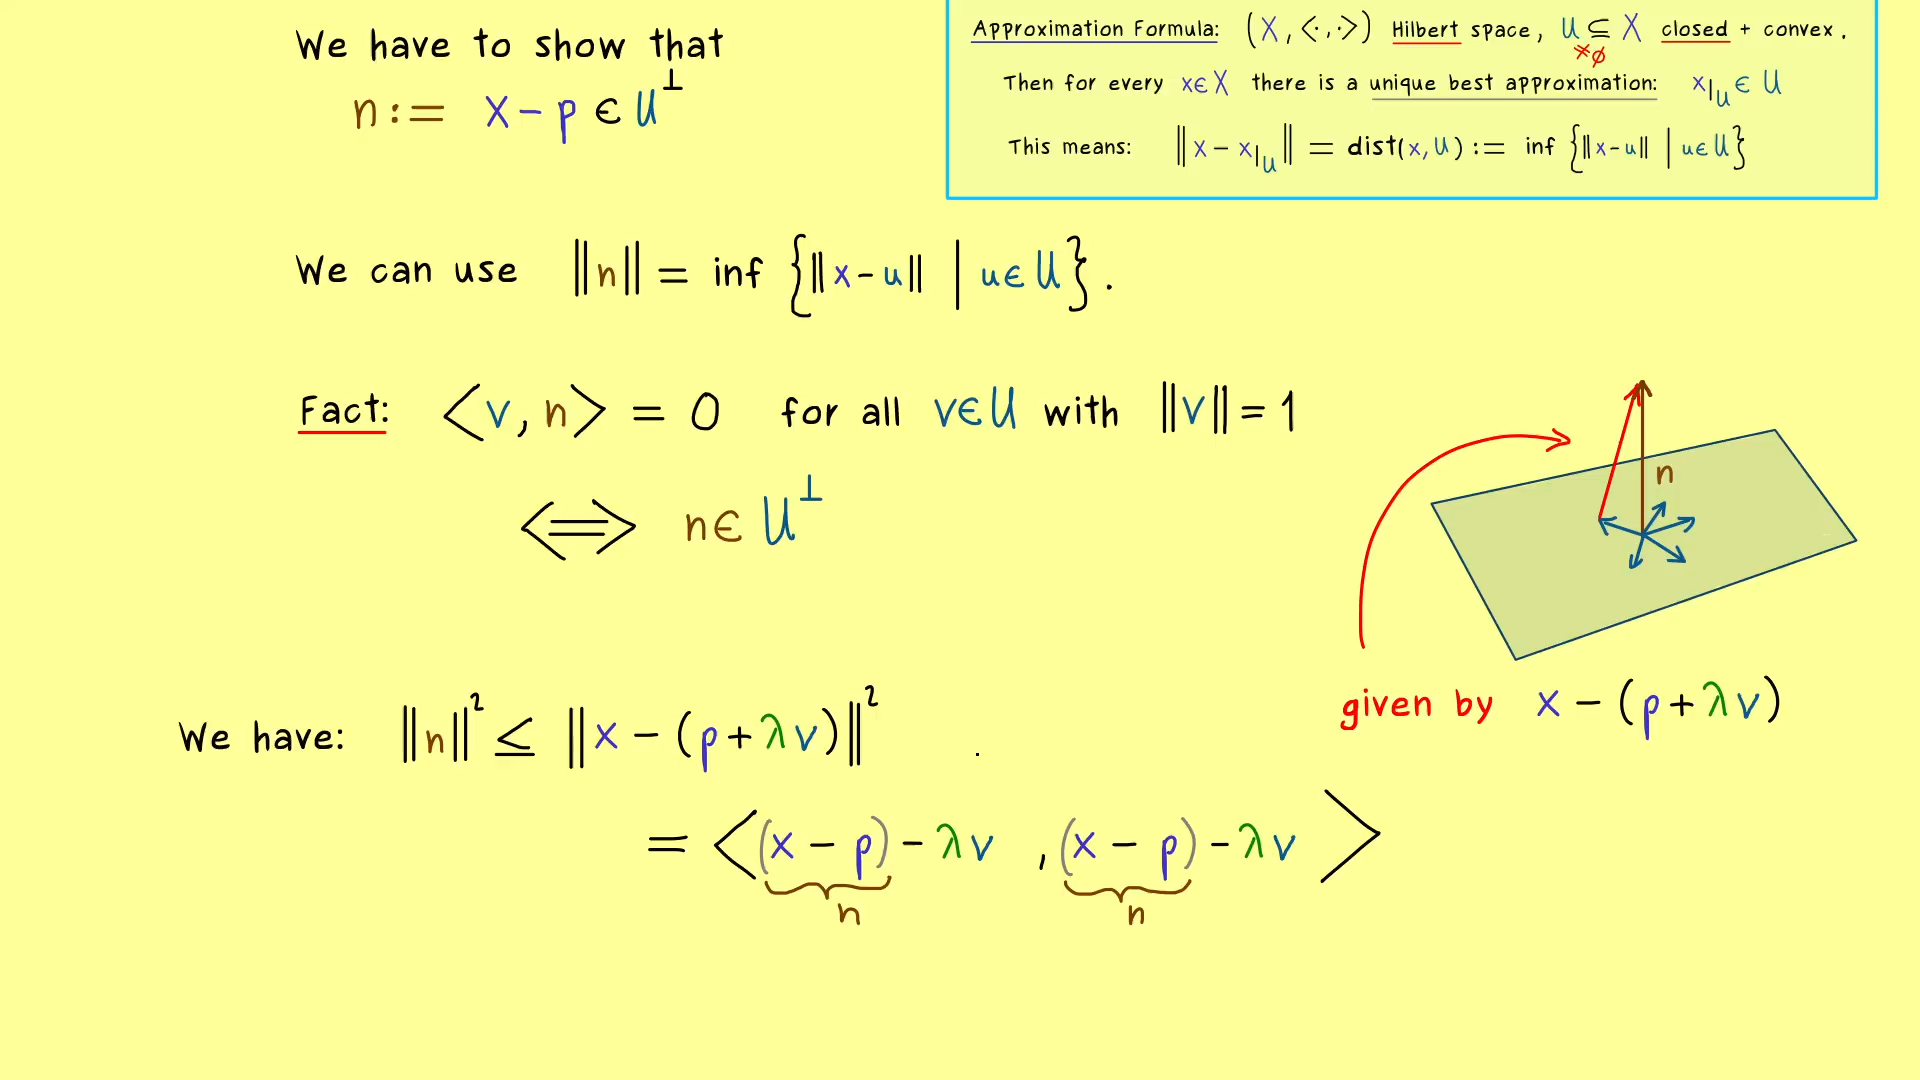 We have to show that
n := x - p ∈ U^⊥
Approximation Formula: (X, <·,·>) Hilbert space, U ⊆ X closed + convex.
≠∅
Then for every x∈X there is a unique best approximation: x|_U ∈ U
This means: ‖x - x|_U‖ = dist(x,U) := inf {‖x-u‖ | u∈U}
We can use ‖n‖ = inf {‖x-u‖ | u∈U}.
Fact: <v, n> = 0 for all v∈U with ‖v‖ = 1
⟺ n∈ U^⊥
n
given by x - (p + λv)
We have: ‖n‖² ≤ ‖x - (p + λv)‖²
= <(x - p) - λv , (x - p) - λv>
n n